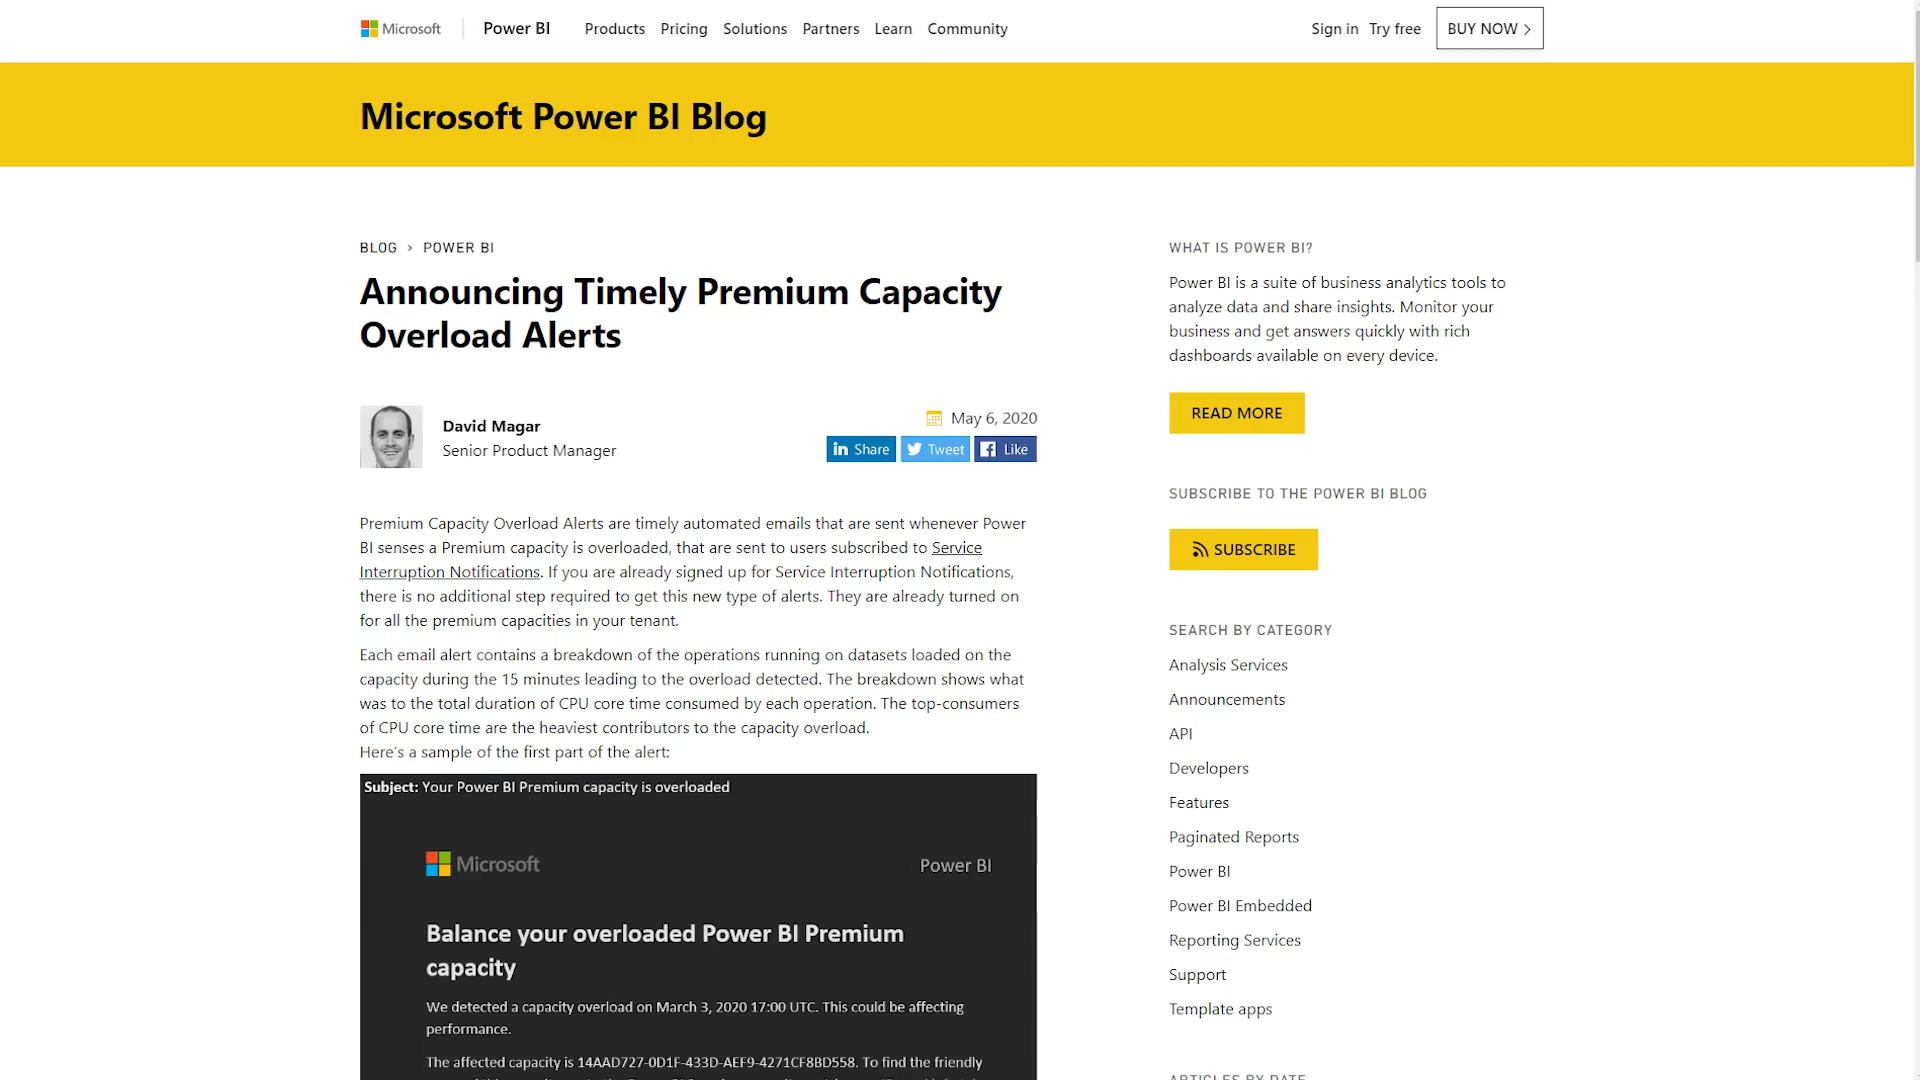 Microsoft Power BI Products Pricing Solutions Partners Learn Community Sign in Try free BUY NOW >
Microsoft Power BI Blog
BLOG > POWER BI
Announcing Timely Premium Capacity
Overload Alerts
David Magar
Senior Product Manager
May 6, 2020
in Share Tweet Like
Premium Capacity Overload Alerts are timely automated emails that are sent whenever Power
BI senses a Premium capacity is overloaded, that are sent to users subscribed to Service
Interruption Notifications. If you are already signed up for Service Interruption Notifications,
there is no additional step required to get this new type of alerts. They are already turned on
for all the premium capacities in your tenant.
Each email alert contains a breakdown of the operations running on datasets loaded on the
capacity during the 15 minutes leading to the overload detected. The breakdown shows what
was to the total duration of CPU core time consumed by each operation. The top-consumers
of CPU core time are the heaviest contributors to the capacity overload.
Here's a sample of the first part of the alert:
Subject: Your Power BI Premium capacity is overloaded
Microsoft Power BI
Balance your overloaded Power BI Premium
capacity
We detected a capacity overload on March 3, 2020 17:00 UTC. This could be affecting
performance.
The affected capacity is 14AAD727-0D1F-433D-AEF9-4271CF8BD558. To find the friendly
WHAT IS POWER BI?
Power BI is a suite of business analytics tools to
analyze data and share insights. Monitor your
business and get answers quickly with rich
dashboards available on every device.
READ MORE
SUBSCRIBE TO THE POWER BI BLOG
SUBSCRIBE
SEARCH BY CATEGORY
Analysis Services
Announcements
API
Developers
Features
Paginated Reports
Power BI
Power BI Embedded
Reporting Services
Support
Template apps
ARTICLES BY DATE